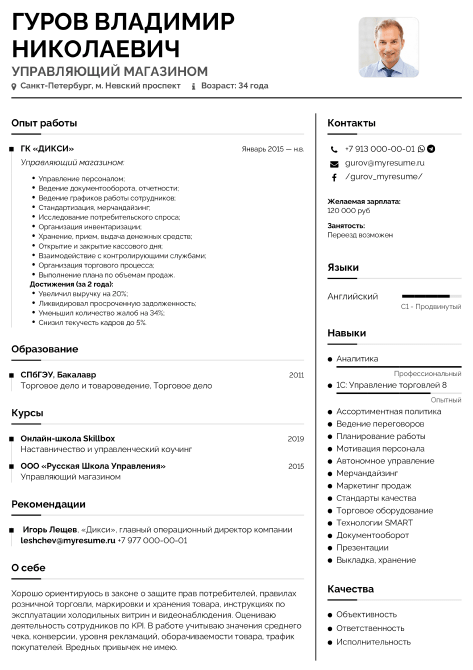 ГУРОВ ВЛАДИМИР
НИКОЛАЕВИЧ
УПРАВЛЯЮЩИЙ МАГАЗИНОМ
Санкт-Петербург, м. Невский проспект Возраст: 34 года
Опыт работы
ГК «ДИКСИ» Январь 2015 — н.в.
Управляющий магазином:
Управление персоналом;
Ведение документооборота, отчетности;
Ведение графиков работы сотрудников;
Стандартизация, мерчандайзинг;
Исследование потребительного спроса;
Организация инвентаризации;
Хранение, прием, выдача денежных средств;
Открытие и закрытие кассового дня;
Взаимодействие с контролирующими службами;
Организация торгового процесса;
Выполнение плана по объемам продаж.
Достижения (за 2 года):
Увеличил выручку на 20%;
Ликвидировал просроченную задолженность;
Уменьшил количество жалоб на 34%;
Снизил текучесть кадров до 5%
Образование
СПбГЭУ, Бакалавр 2011
Торговое дело и товароведение, Торговое дело
Курсы
Онлайн-школа Skillbox 2019
Наставничество и управленческий коучинг
ООО «Русская Школа Управления» 2015
Управляющий магазином
Рекомендации
Игорь Лещев, «Дикси», главный операционный директор компании
leshchev@myresume.ru +7 977 000-00-01
О себе
Хорошо ориентируюсь в законе о защите прав потребителей, правилах
розничной торговли, маркировки и хранения товара, инструкциях по
эксплуатации холодильных витрин и видеонаблюдения. Оцениваю
деятельность сотрудников по KPI. В работе учитываю значения среднего
чека, конверсии, уровня рекламаций, оборачиваемости товара, трафик
покупателей. Вредных привычек не имею.
Контакты
+7 913 000-00-01
gurov@myresume.ru
/gurov_myresume/
Желаемая зарплата:
120 000 руб
Занятость:
Переезд возможен
Языки
Английский
C1 - Продвинутый
Навыки
Аналитика
Профессиональный
1С: Управление торговлей 8
Опытный
Ассортиментная политика
Ведение переговоров
Планирование работы
Мотивация персонала
Автономное управление
Мерчандайзинг
Маркетинг продаж
Стандарты качества
Торговое оборудование
Технологии SMART
Документооборот
Презентации
Выкладка, хранение
Качества
Объективность
Ответственность
Исполнительность